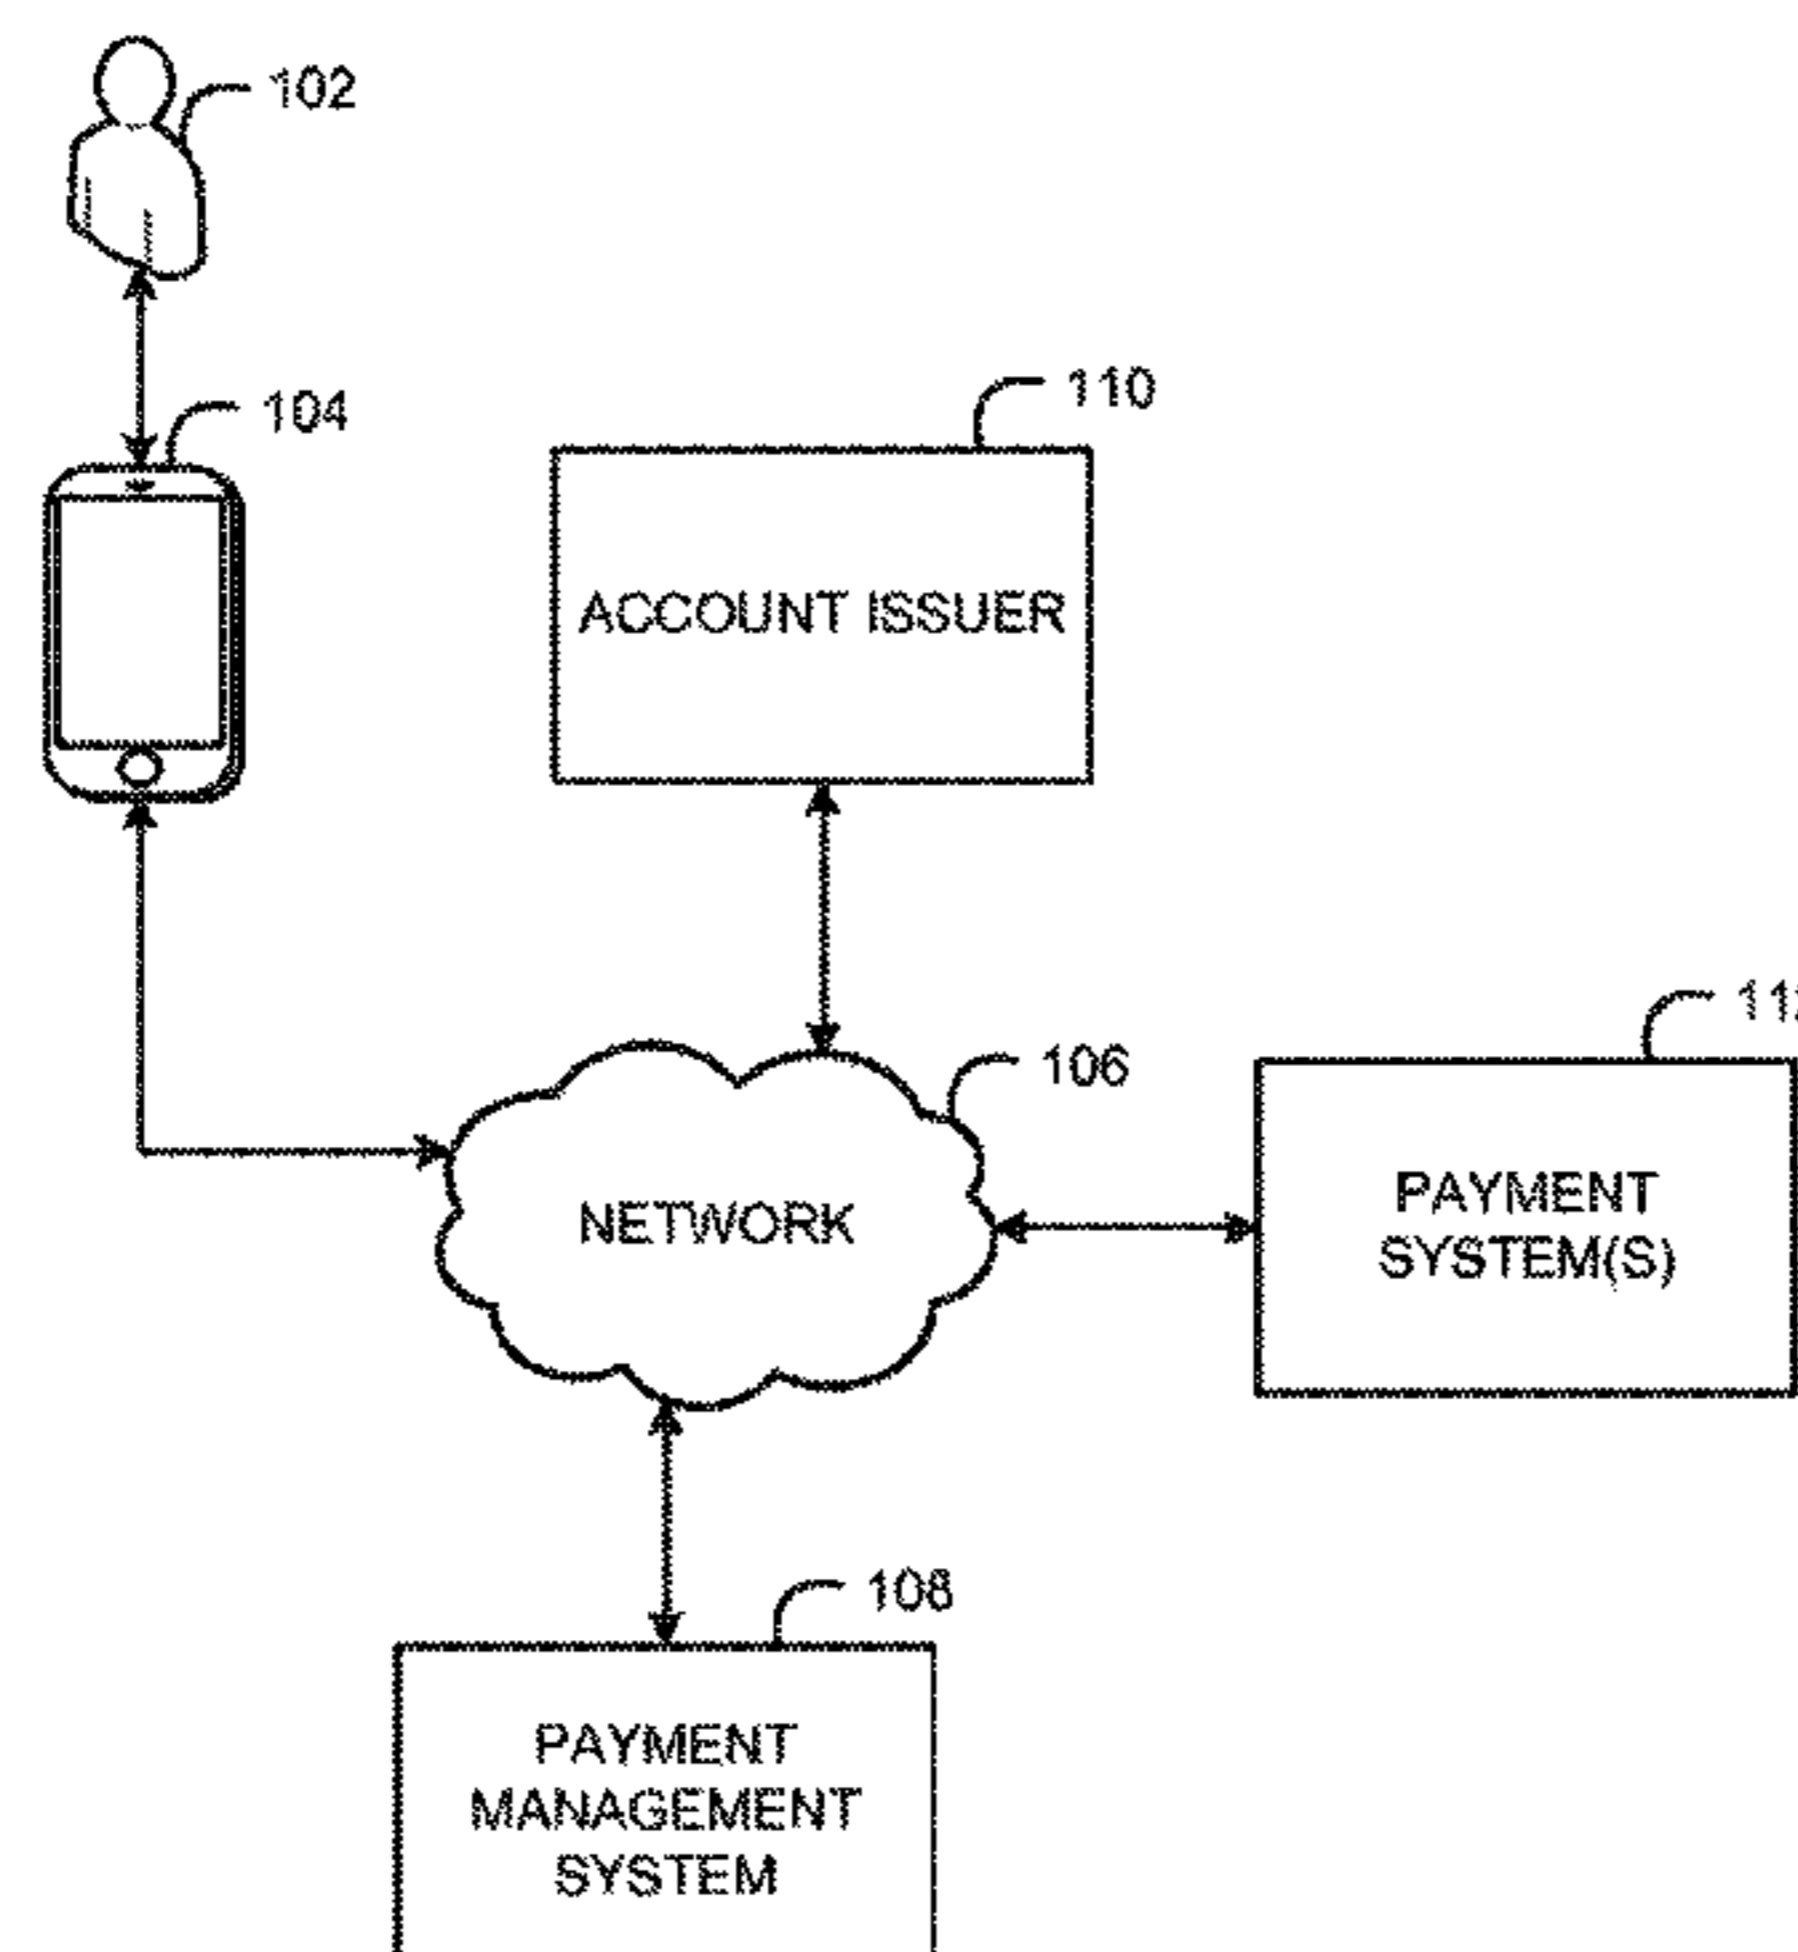 102
104
110
ACCOUNT ISSUER
106
NETWORK
PAYMENT
SYSTEM(S)
108
PAYMENT
MANAGEMENT
SYSTEM